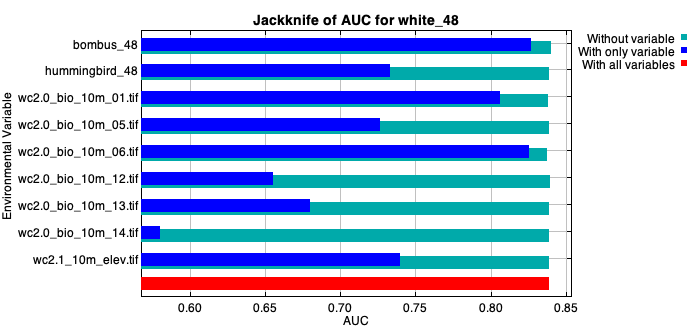 Jackknife of AUC for white_48
Without variable
With only variable
With all variables
Environmental Variable
bombus_48
hummingbird_48
wc2.0_bio_10m_01.tif
wc2.0_bio_10m_05.tif
wc2.0_bio_10m_06.tif
wc2.0_bio_10m_12.tif
wc2.0_bio_10m_13.tif
wc2.0_bio_10m_14.tif
wc2.1_10m_elev.tif
0.60 0.65 0.70 0.75 0.80 0.85
AUC